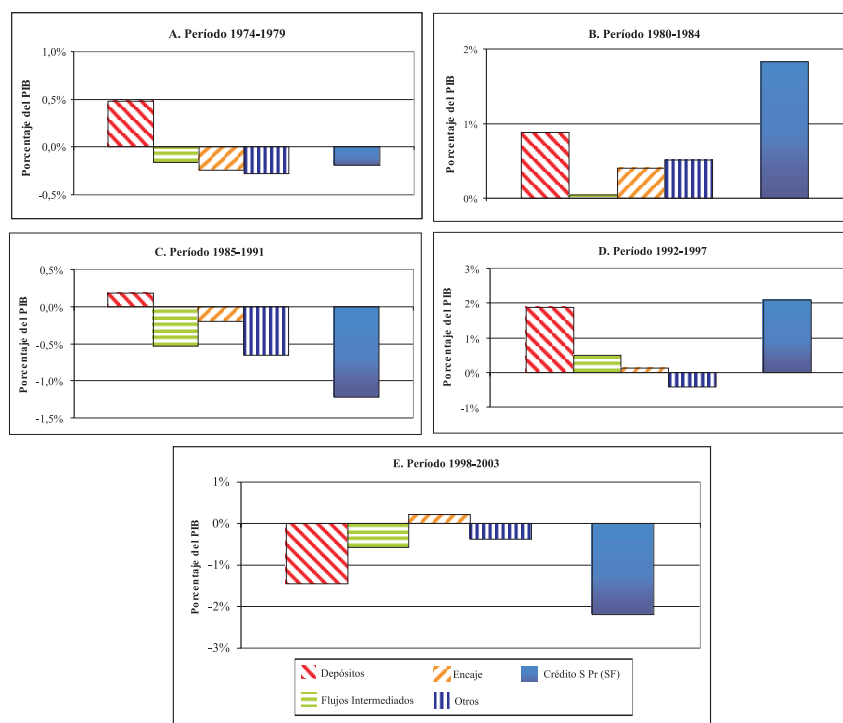 A. Período 1974-1979
Porcentaje del PIB
1,0%
0,5%
0,0%
-0,5%
B. Período 1980-1984
Porcentaje del PIB
2%
1%
0%
C. Período 1985-1991
Porcentaje del PIB
0,5%
0,0%
-0,5%
-1,0%
-1,5%
D. Período 1992-1997
Porcentaje del PIB
3%
2%
1%
0%
-1%
E. Período 1998-2003
Porcentaje del PIB
1%
0%
-1%
-2%
-3%
Depósitos
Encaje
Crédito S Pr (SF)
Flujos Intermediados
Otros